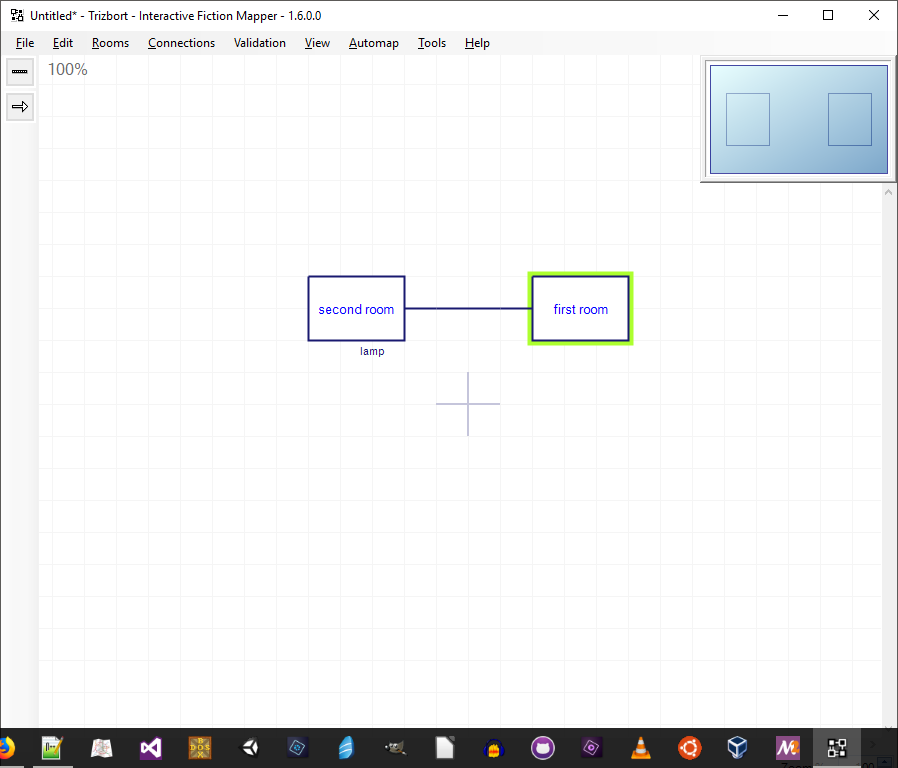 Untitled* - Trizbort - Interactive Fiction Mapper - 1.6.0.0
File Edit Rooms Connections Validation View Automap Tools Help
100%
second room
first room
lamp